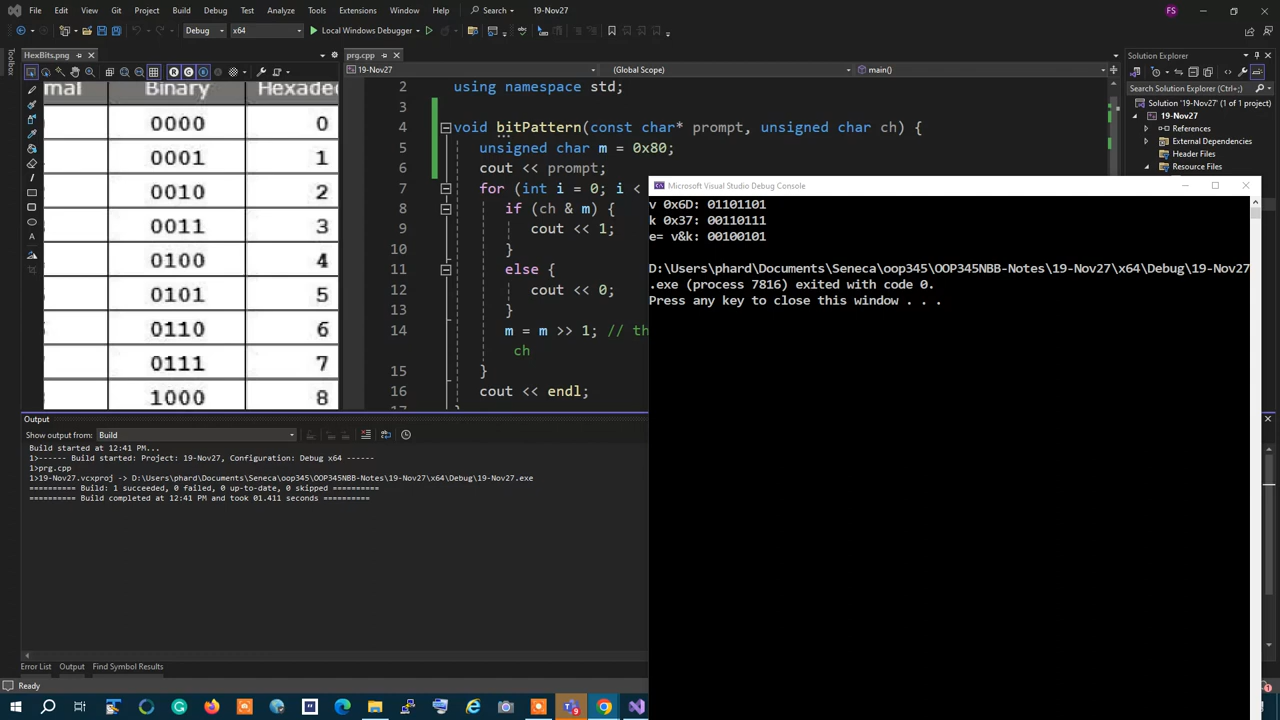 File Edit View Git Project Build Debug Test Analyze Tools Extensions Window Help Search 19-Nov27 FS
Debug x64 Local Windows Debugger
Toolbox
HexBits.png
prg.cpp
Solution Explorer
19-Nov27 (Global Scope) main()
Search Solution Explorer (Ctrl+;)
Solution '19-Nov27' (1 of 1 project)
19-Nov27
References
External Dependencies
Header Files
Resource Files
R G B
mal Binary Hexadec
0000 0
0001 1
0010 2
0011 3
0100 4
0101 5
0110 6
0111 7
1000 8
2 using namespace std;
3
4 void bitPattern(const char* prompt, unsigned char ch) {
5 unsigned char m = 0x80;
6 cout << prompt;
7 for (int i = 0; i <
8 if (ch & m) {
9 cout << 1;
10 }
11 else {
12 cout << 0;
13 }
14 m = m >> 1; // th
ch
15 }
16 cout << endl;
17
Microsoft Visual Studio Debug Console
v 0x6D: 01101101
k 0x37: 00110111
e= v&k: 00100101
D:\Users\phard\Documents\Seneca\oop345\OOP345NBB-Notes\19-Nov27\x64\Debug\19-Nov27
.exe (process 7816) exited with code 0.
Press any key to close this window . . .
Output
Show output from: Build
Build started at 12:41 PM...
1>------ Build started: Project: 19-Nov27, Configuration: Debug x64 ------
1>prg.cpp
1>19-Nov27.vcxproj -> D:\Users\phard\Documents\Seneca\oop345\OOP345NBB-Notes\19-Nov27\x64\Debug\19-Nov27.exe
========== Build: 1 succeeded, 0 failed, 0 up-to-date, 0 skipped ==========
========== Build completed at 12:41 PM and took 01.411 seconds ==========
Error List Output Find Symbol Results
Ready